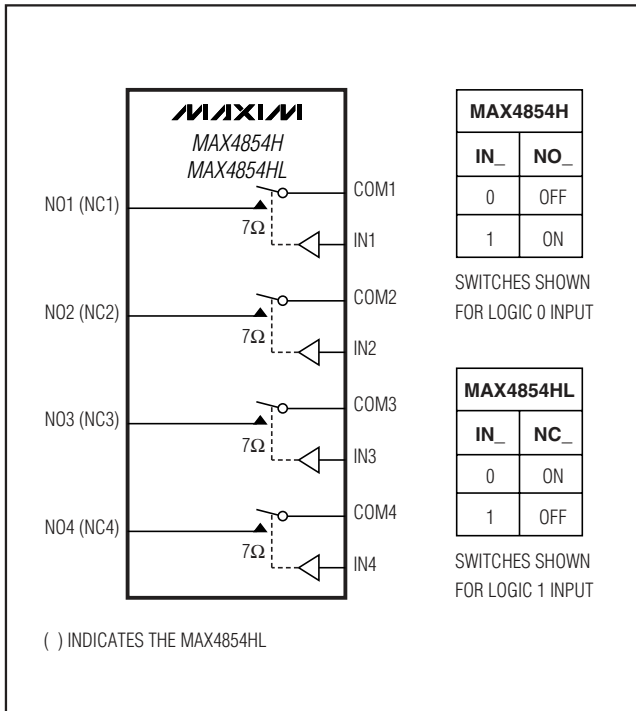 MAXIM
MAX4854H
MAX4854HL
NO1 (NC1)
COM1
7Ω
IN1
NO2 (NC2)
COM2
7Ω
IN2
NO3 (NC3)
COM3
7Ω
IN3
NO4 (NC4)
COM4
7Ω
IN4
( ) INDICATES THE MAX4854HL
MAX4854H
IN_ NO_
0 OFF
1 ON
SWITCHES SHOWN
FOR LOGIC 0 INPUT
MAX4854HL
IN_ NC_
0 ON
1 OFF
SWITCHES SHOWN
FOR LOGIC 1 INPUT